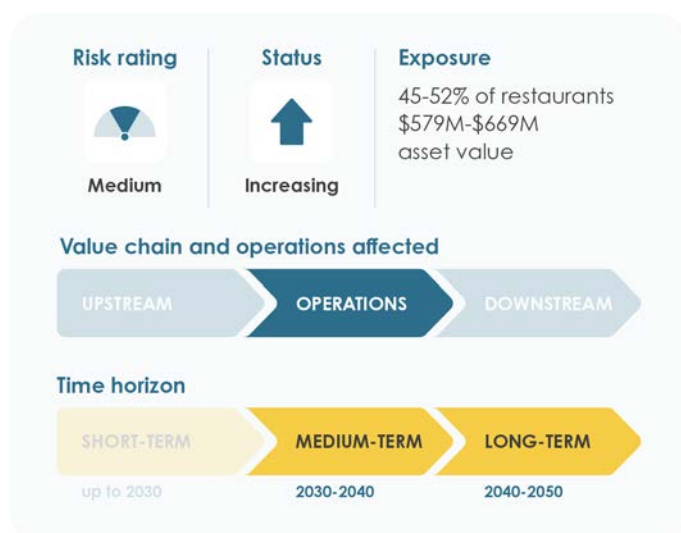 Risk rating
Status
Exposure
45-52% of restaurants
$579M-$669M
asset value
Medium
Increasing
Value chain and operations affected
UPSTREAM
OPERATIONS
DOWNSTREAM
Time horizon
SHORT-TERM
MEDIUM-TERM
LONG-TERM
up to 2030
2030-2040
2040-2050